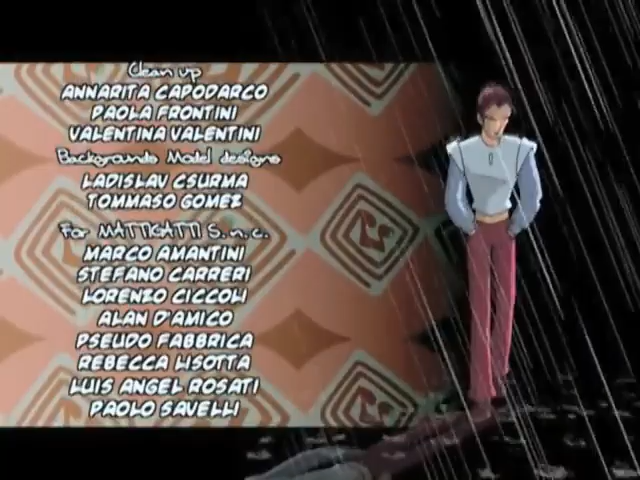 Clean up
ANNARITA CAPODARCO
PAOLA FRONTINI
VALENTINA VALENTINI
Backgrounds Model designs
LADISLAV CSURMA
TOMMASO GOMEZ
For MATTIGATTI S.n.c.
MARCO AMANTINI
STEFANO CARRERI
LORENZO CICCOLI
ALAN D'AMICO
PSEUDO FABBRICA
REBECCA LISOTTA
LUIS ANGEL ROSATI
PAOLO SAVELLI